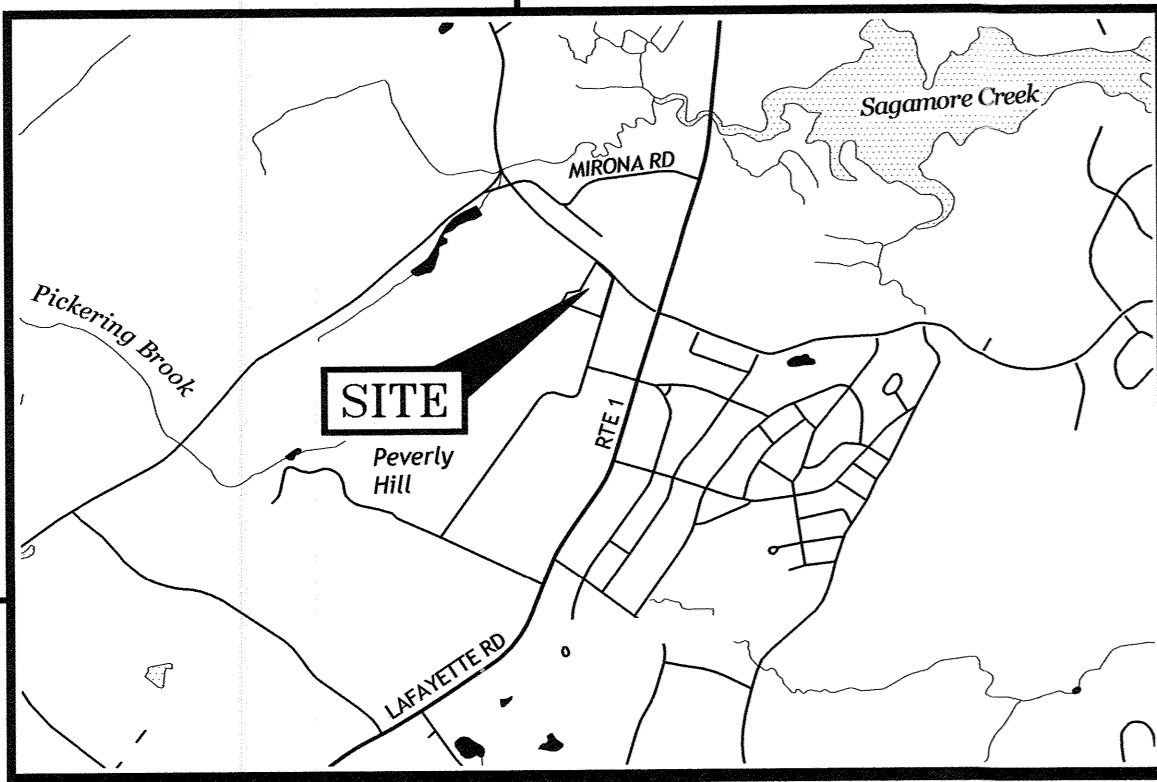 Sagamore Creek
MIRONA RD
Pickering Brook
SITE
RTE 1
Peverly
Hill
LAFAYETTE RD